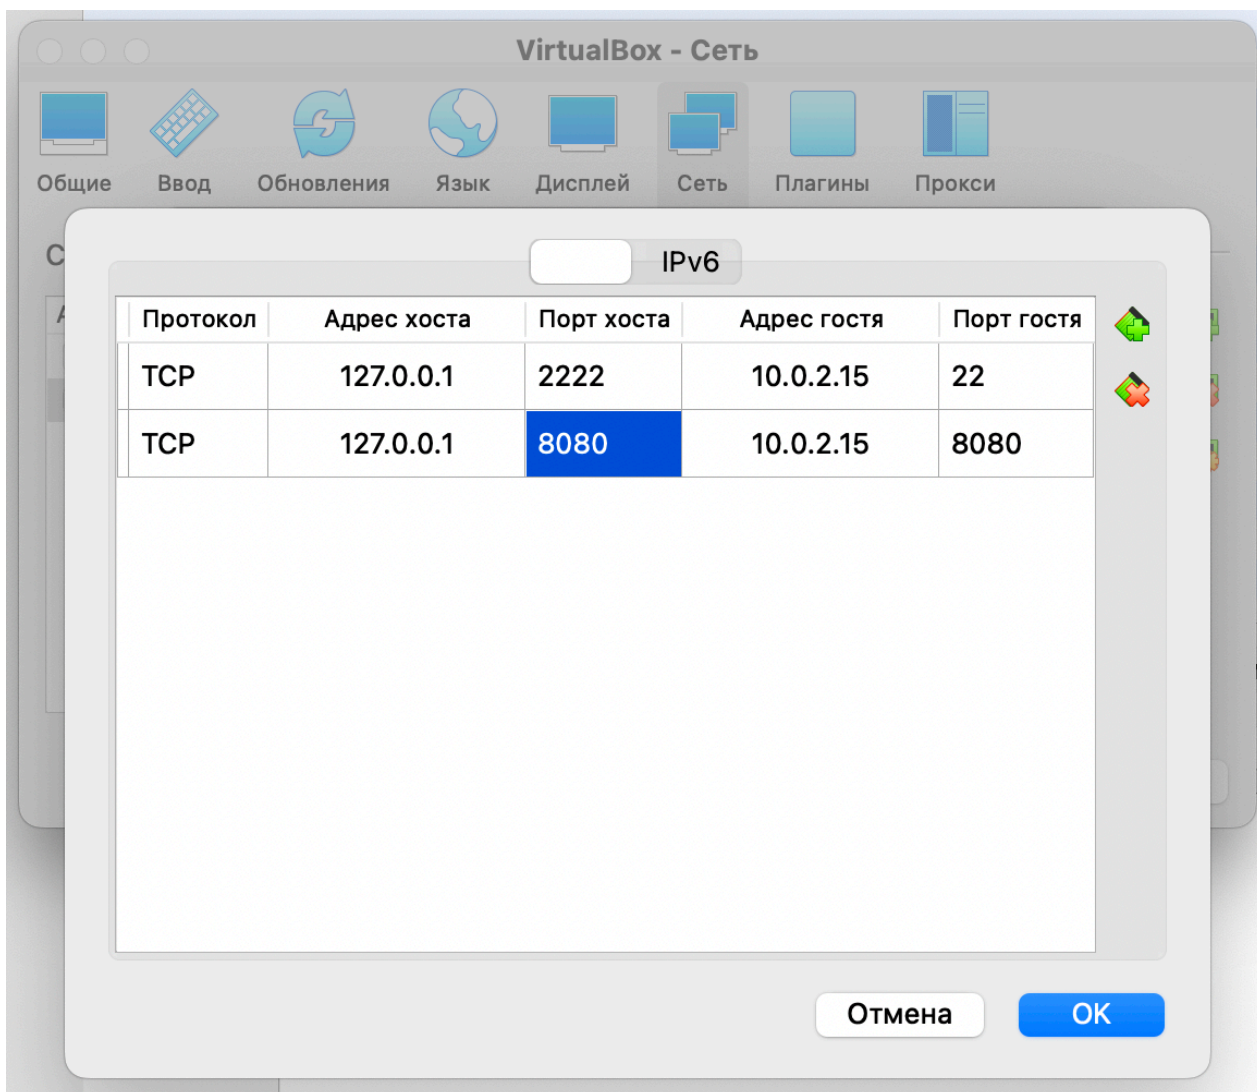 VirtualBox - Сеть
Общие Ввод Обновления Язык Дисплей Сеть Плагины Прокси
IPv6
Протокол Адрес хоста Порт хоста Адрес гостя Порт гостя
TCP 127.0.0.1 2222 10.0.2.15 22
TCP 127.0.0.1 8080 10.0.2.15 8080
Отмена OK